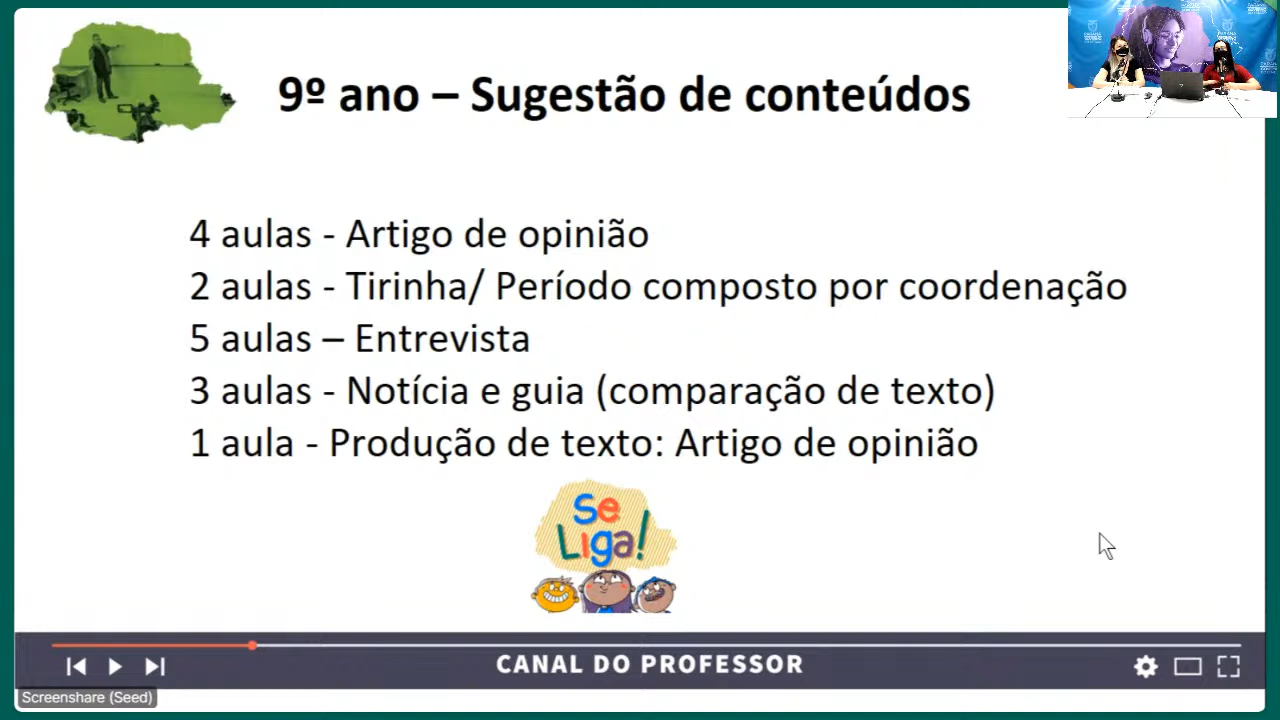 9º ano – Sugestão de conteúdos
4 aulas - Artigo de opinião
2 aulas - Tirinha/ Período composto por coordenação
5 aulas – Entrevista
3 aulas - Notícia e guia (comparação de texto)
1 aula - Produção de texto: Artigo de opinião
Se
Liga!
CANAL DO PROFESSOR
Screenshare (Seed)